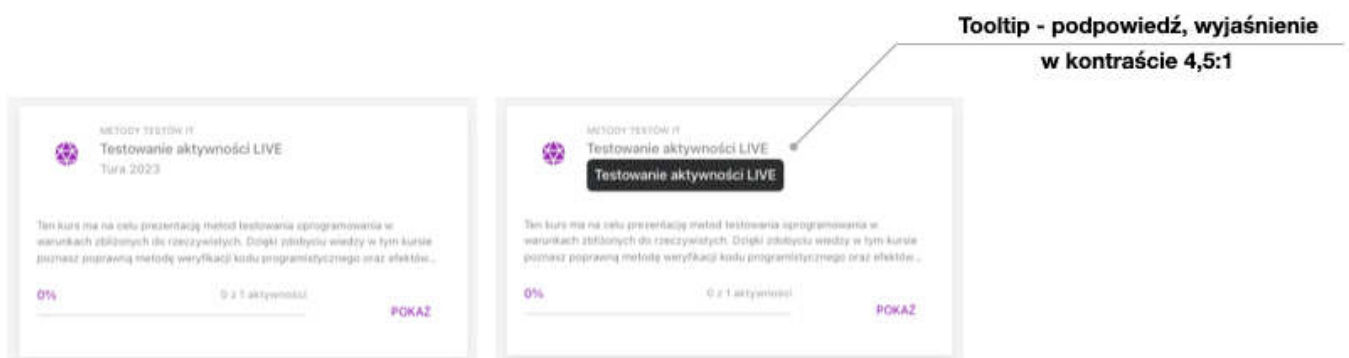 Tooltip - podpowiedź, wyjaśnienie
w kontraście 4,5:1
METODY TESTÓW IT
Testowanie aktywności LIVE
Tura 2023
Ten kurs ma na celu prezentację metod testowania oprogramowania w
warunkach zbliżonych do rzeczywistych. Dzięki zdobyciu wiedzy w tym kursie
poznasz poprawną metodę weryfikacji kodu programistycznego oraz efektów...
0%
0 z 1 aktywności
POKAŻ
METODY TESTÓW IT
Testowanie aktywności LIVE
Testowanie aktywności LIVE
Ten kurs ma na celu prezentację metod testowania oprogramowania w
warunkach zbliżonych do rzeczywistych. Dzięki zdobyciu wiedzy w tym kursie
poznasz poprawną metodę weryfikacji kodu programistycznego oraz efektów...
0%
0 z 1 aktywności
POKAŻ